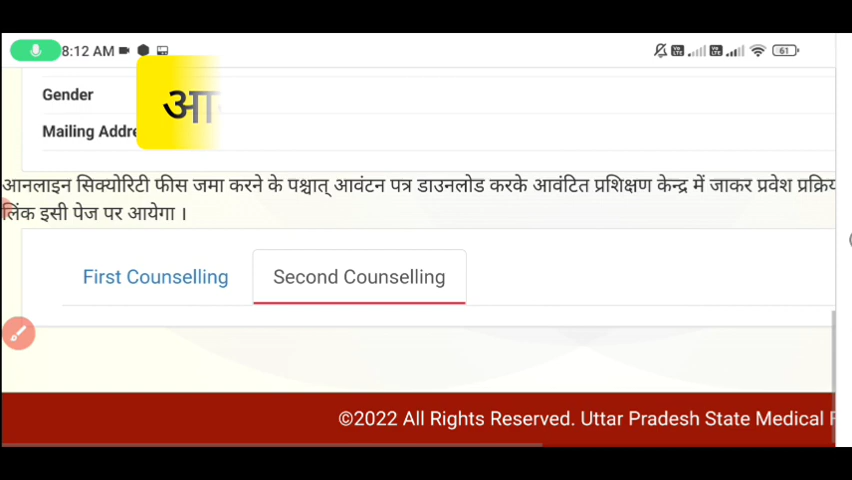 8:12 AM
61
Gender
आ
Mailing Addre
आनलाइन सिक्योरिटी फीस जमा करने के पश्चात् आवंटन पत्र डाउनलोड करके आवंटित प्रशिक्षण केन्द्र में जाकर प्रवेश प्रक्रिय
लिंक इसी पेज पर आयेगा ।
First Counselling
Second Counselling
©2022 All Rights Reserved. Uttar Pradesh State Medical F